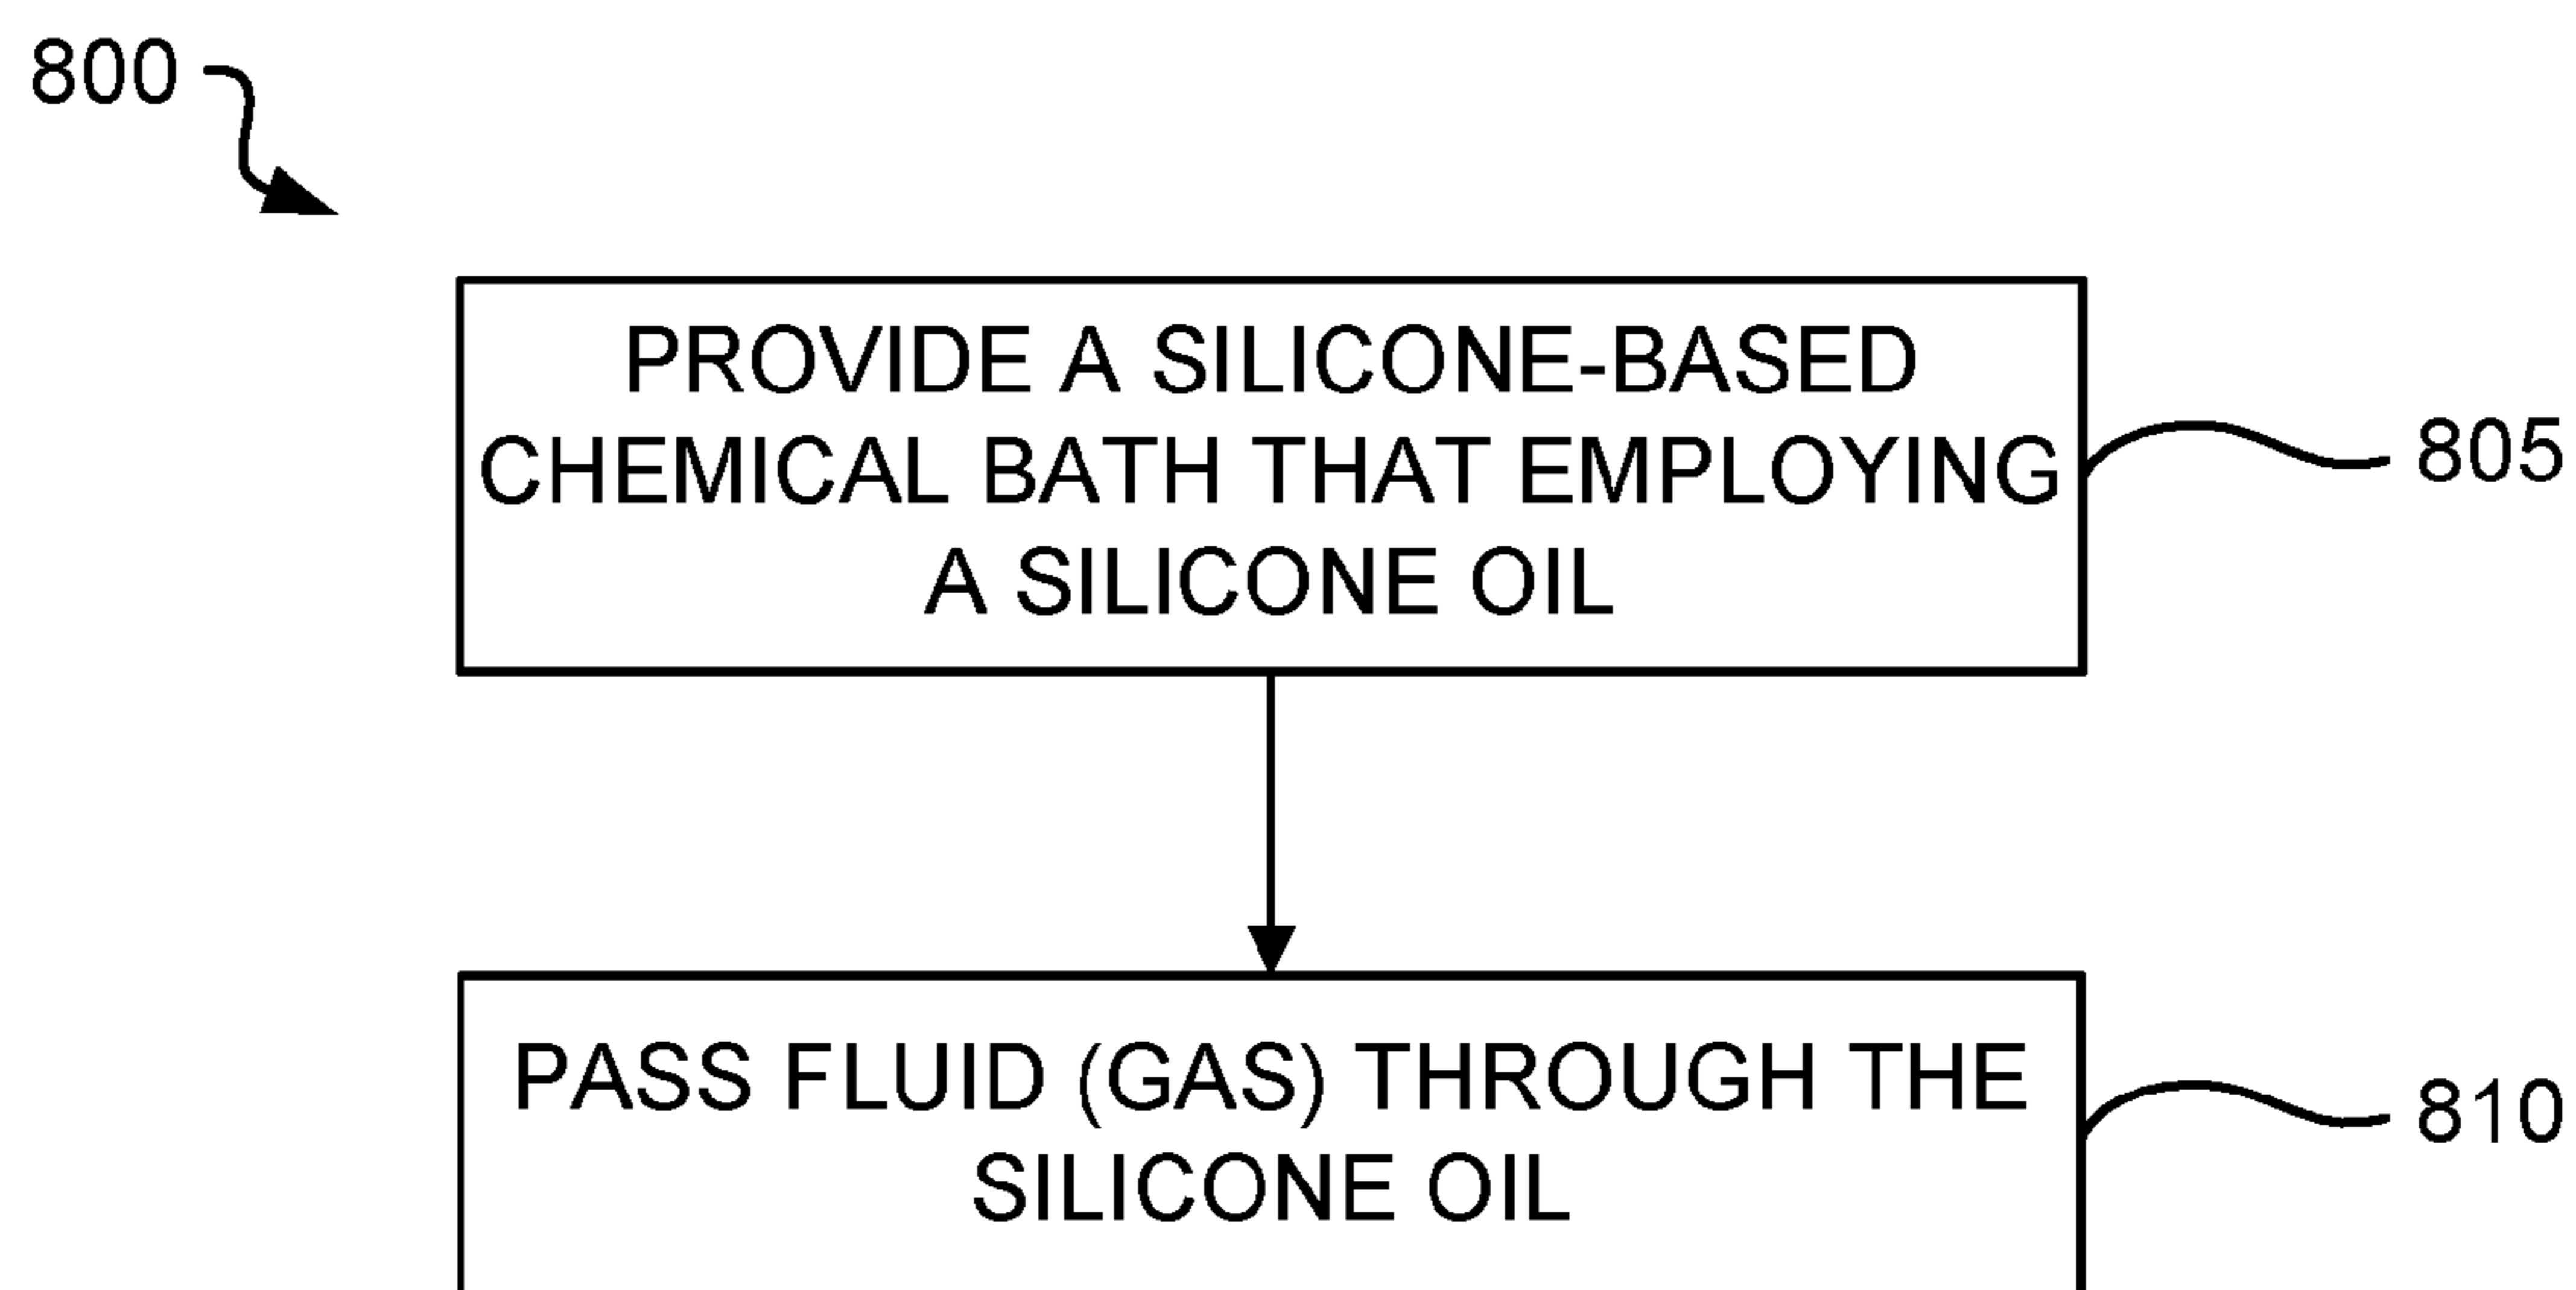 800
PROVIDE A SILICONE-BASED
CHEMICAL BATH THAT EMPLOYING
A SILICONE OIL
805
PASS FLUID (GAS) THROUGH THE
SILICONE OIL
810